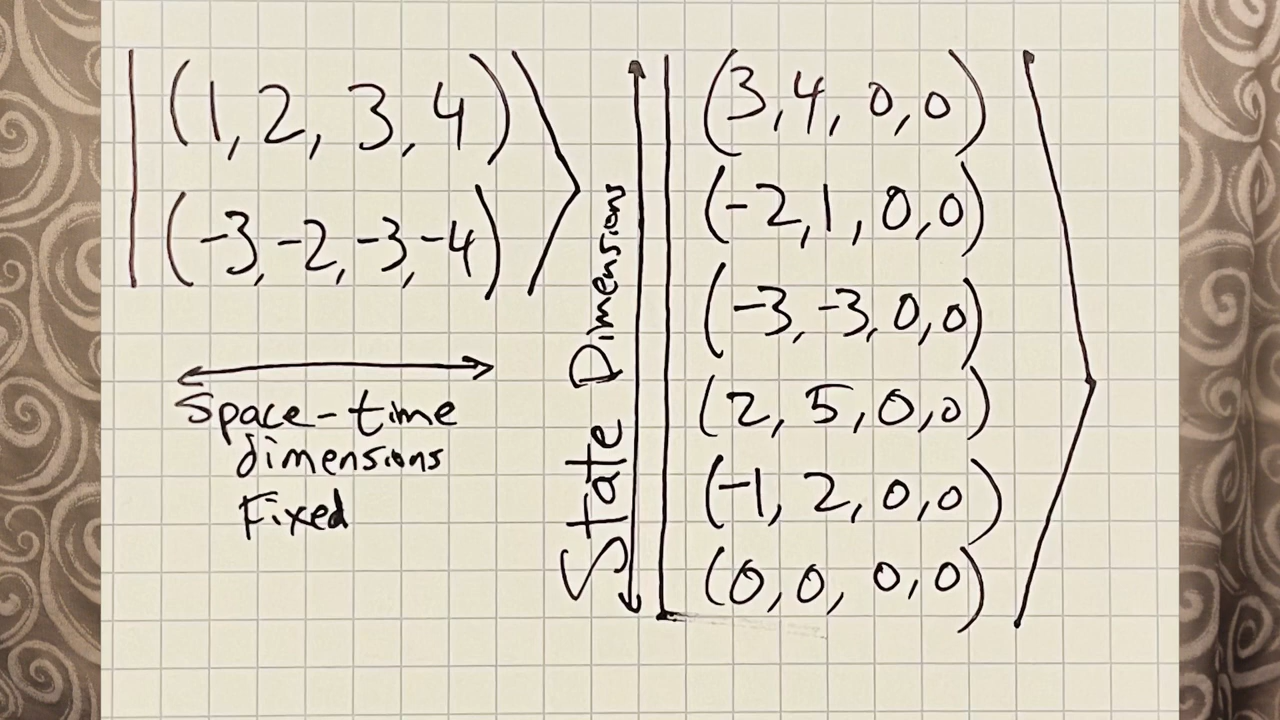 (1, 2, 3, 4)
(-3, -2, -3, -4)
Space-time
dimensions
Fixed
State Dimensions
(3, 4, 0, 0)
(-2, 1, 0, 0)
(-3, -3, 0, 0)
(2, 5, 0, 0)
(-1, 2, 0, 0)
(0, 0, 0, 0)